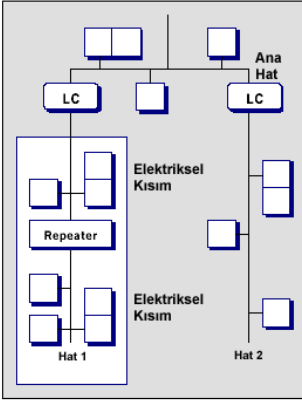 Ana
Hat
LC
LC
Elektriksel
Kısım
Repeater
Elektriksel
Kısım
Hat 1
Hat 2